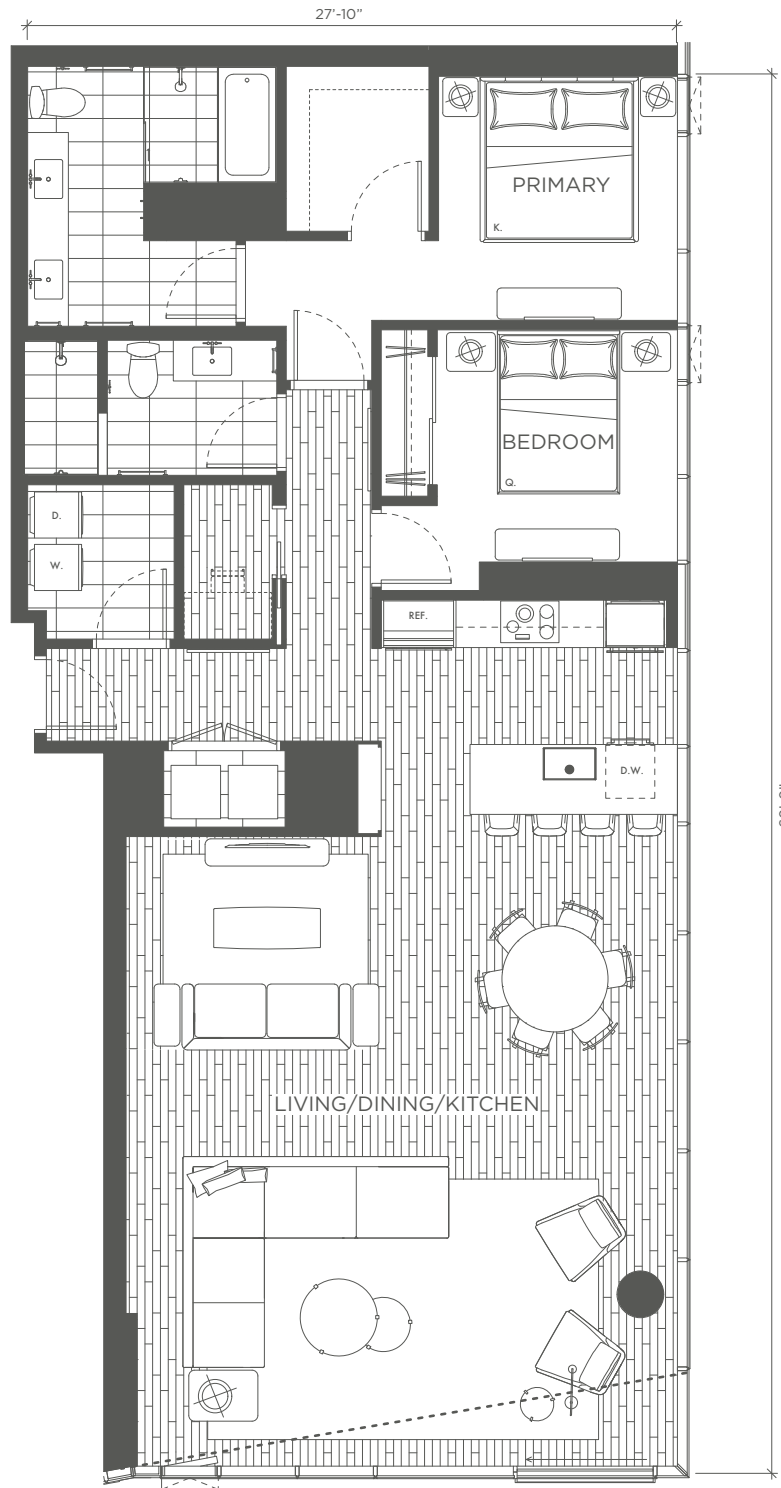 27'-10"
PRIMARY
K.
BEDROOM
Q.
D.
W.
REF.
D.W.
LIVING/DINING/KITCHEN